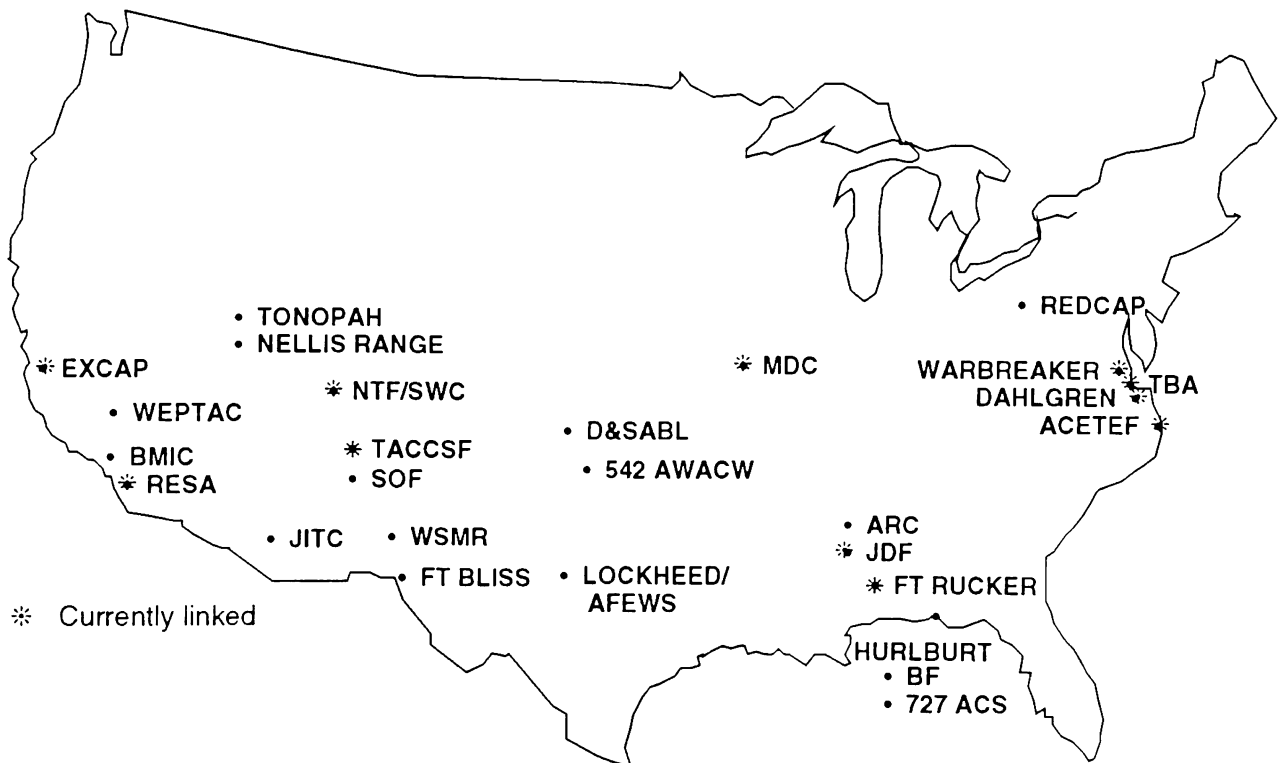 REDCAP
TONOPAH
NELLIS RANGE
EXCAP
MDC
WARBREAKER
TBA
NTF/SWC
DAHLGREN
WEPTAC
ACETEF
D&SABL
TACCSF
BMIC
542 AWACW
SOF
RESA
ARC
JITC
WSMR
JDF
FT BLISS
LOCKHEED/
AFEWS
FT RUCKER
Currently linked
HURLBURT
BF
727 ACS